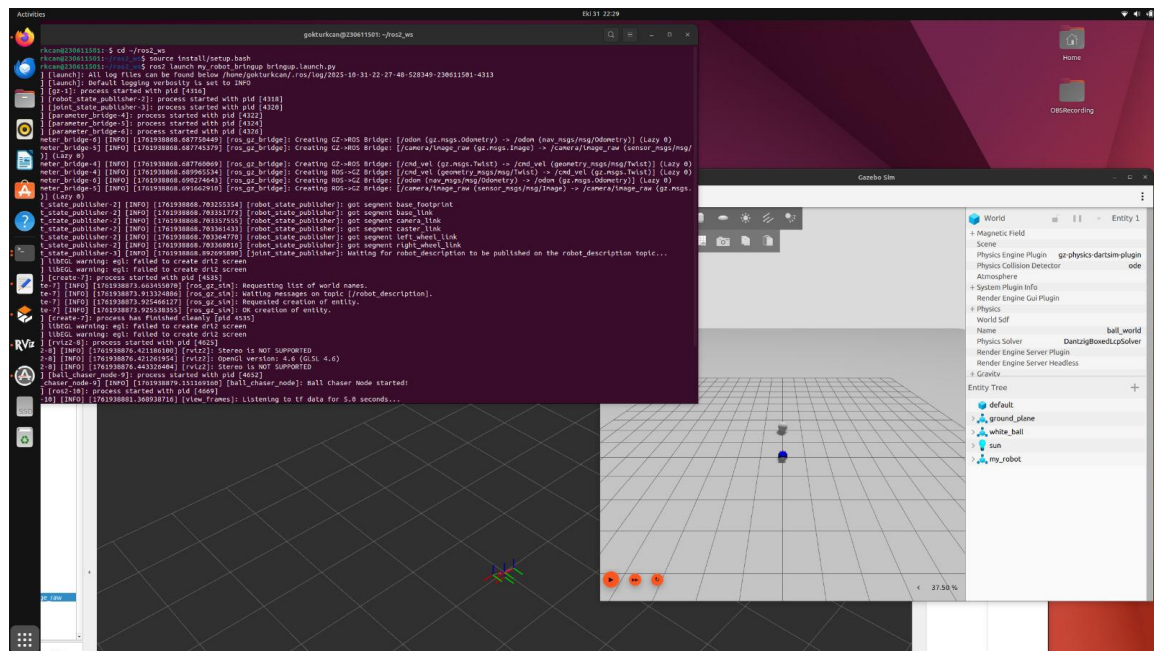 Activities
Eki 31 22:29
gokturkcan@230611501: ~/ros2_ws
rkcan@230611501: $ cd ~/ros2_ws
rkcan@230611501:~/ros2_ws$ source install/setup.bash
rkcan@230611501:~/ros2_ws$ ros2 launch my_robot_bringup bringup.launch.py
] [launch]: All log files can be found below /home/gokturkcan/.ros/log/2025-10-31-22-27-48-528349-230611501-4313
] [launch]: Default logging verbosity is set to INFO
] [gz-1]: process started with pid [4316]
] [robot_state_publisher-2]: process started with pid [4318]
] [joint_state_publisher-3]: process started with pid [4320]
] [parameter_bridge-4]: process started with pid [4322]
] [parameter_bridge-5]: process started with pid [4324]
] [parameter_bridge-6]: process started with pid [4326]
meter_bridge-6] [INFO] [1761938868.687750449] [ros_gz_bridge]: Creating GZ->ROS Bridge: [/odom (gz.msgs.Odometry) -> /odom (nav_msgs/msg/Odometry)] (Lazy 0)
meter_bridge-5] [INFO] [1761938868.687745379] [ros_gz_bridge]: Creating GZ->ROS Bridge: [/camera/image_raw (gz.msgs.Image) -> /camera/image_raw (sensor_msgs/msg/
)] (Lazy 0)
meter_bridge-4] [INFO] [1761938868.687760069] [ros_gz_bridge]: Creating GZ->ROS Bridge: [/cmd_vel (gz.msgs.Twist) -> /cmd_vel (geometry_msgs/msg/Twist)] (Lazy 0)
meter_bridge-4] [INFO] [1761938868.689965534] [ros_gz_bridge]: Creating ROS->GZ Bridge: [/cmd_vel (geometry_msgs/msg/Twist) -> /cmd_vel (gz.msgs.Twist)] (Lazy 0)
meter_bridge-6] [INFO] [1761938868.690274643] [ros_gz_bridge]: Creating ROS->GZ Bridge: [/odom (nav_msgs/msg/Odometry) -> /odom (gz.msgs.Odometry)] (Lazy 0)
meter_bridge-5] [INFO] [1761938868.691662910] [ros_gz_bridge]: Creating ROS->GZ Bridge: [/camera/image_raw (sensor_msgs/msg/Image) -> /camera/image_raw (gz.msgs.
)] (Lazy 0)
t_state_publisher-2] [INFO] [1761938868.703255354] [robot_state_publisher]: got segment base_footprint
t_state_publisher-2] [INFO] [1761938868.703351773] [robot_state_publisher]: got segment base_link
t_state_publisher-2] [INFO] [1761938868.703357555] [robot_state_publisher]: got segment camera_link
t_state_publisher-2] [INFO] [1761938868.703361433] [robot_state_publisher]: got segment caster_link
t_state_publisher-2] [INFO] [1761938868.703364778] [robot_state_publisher]: got segment left_wheel_link
t_state_publisher-2] [INFO] [1761938868.703368016] [robot_state_publisher]: got segment right_wheel_link
t_state_publisher-3] [INFO] [1761938868.892695890] [joint_state_publisher]: Waiting for robot_description to be published on the robot_description topic...
] libEGL warning: egl: failed to create dri2 screen
] libEGL warning: egl: failed to create dri2 screen
] [create-7]: process started with pid [4535]
te-7] [INFO] [1761938873.663455070] [ros_gz_sim]: Requesting list of world names.
te-7] [INFO] [1761938873.913324886] [ros_gz_sim]: Waiting messages on topic [/robot_description].
te-7] [INFO] [1761938873.925466127] [ros_gz_sim]: Requested creation of entity.
te-7] [INFO] [1761938873.925538355] [ros_gz_sim]: OK creation of entity.
] [create-7]: process has finished cleanly [pid 4535]
] libEGL warning: egl: failed to create dri2 screen
] libEGL warning: egl: failed to create dri2 screen
] [rviz2-8]: process started with pid [4625]
2-8] [INFO] [1761938876.421186100] [rviz2]: Stereo is NOT SUPPORTED
2-8] [INFO] [1761938876.421261954] [rviz2]: OpenGl version: 4.6 (GLSL 4.6)
2-8] [INFO] [1761938876.443326404] [rviz2]: Stereo is NOT SUPPORTED
] [ball_chaser_node-9]: process started with pid [4652]
_chaser_node-9] [INFO] [1761938879.151169160] [ball_chaser_node]: Ball Chaser Node started!
] [ros2-10]: process started with pid [4669]
-10] [INFO] [1761938881.368938716] [view_frames]: Listening to tf data for 5.0 seconds...
Home
OBSRecording
RViz
SSD
ge_raw
Gazebo Sim
World
Entity 1
+ Magnetic Field
Scene
Physics Engine Plugin gz-physics-dartsim-plugin
Physics Collision Detector ode
Atmosphere
+ System Plugin Info
Render Engine Gui Plugin
+ Physics
World Sdf
Name ball_world
Physics Solver DantzigBoxedLcpSolver
Render Engine Server Plugin
Render Engine Server Headless
+ Gravity
Entity Tree
default
ground_plane
white_ball
sun
my_robot
37.50 %